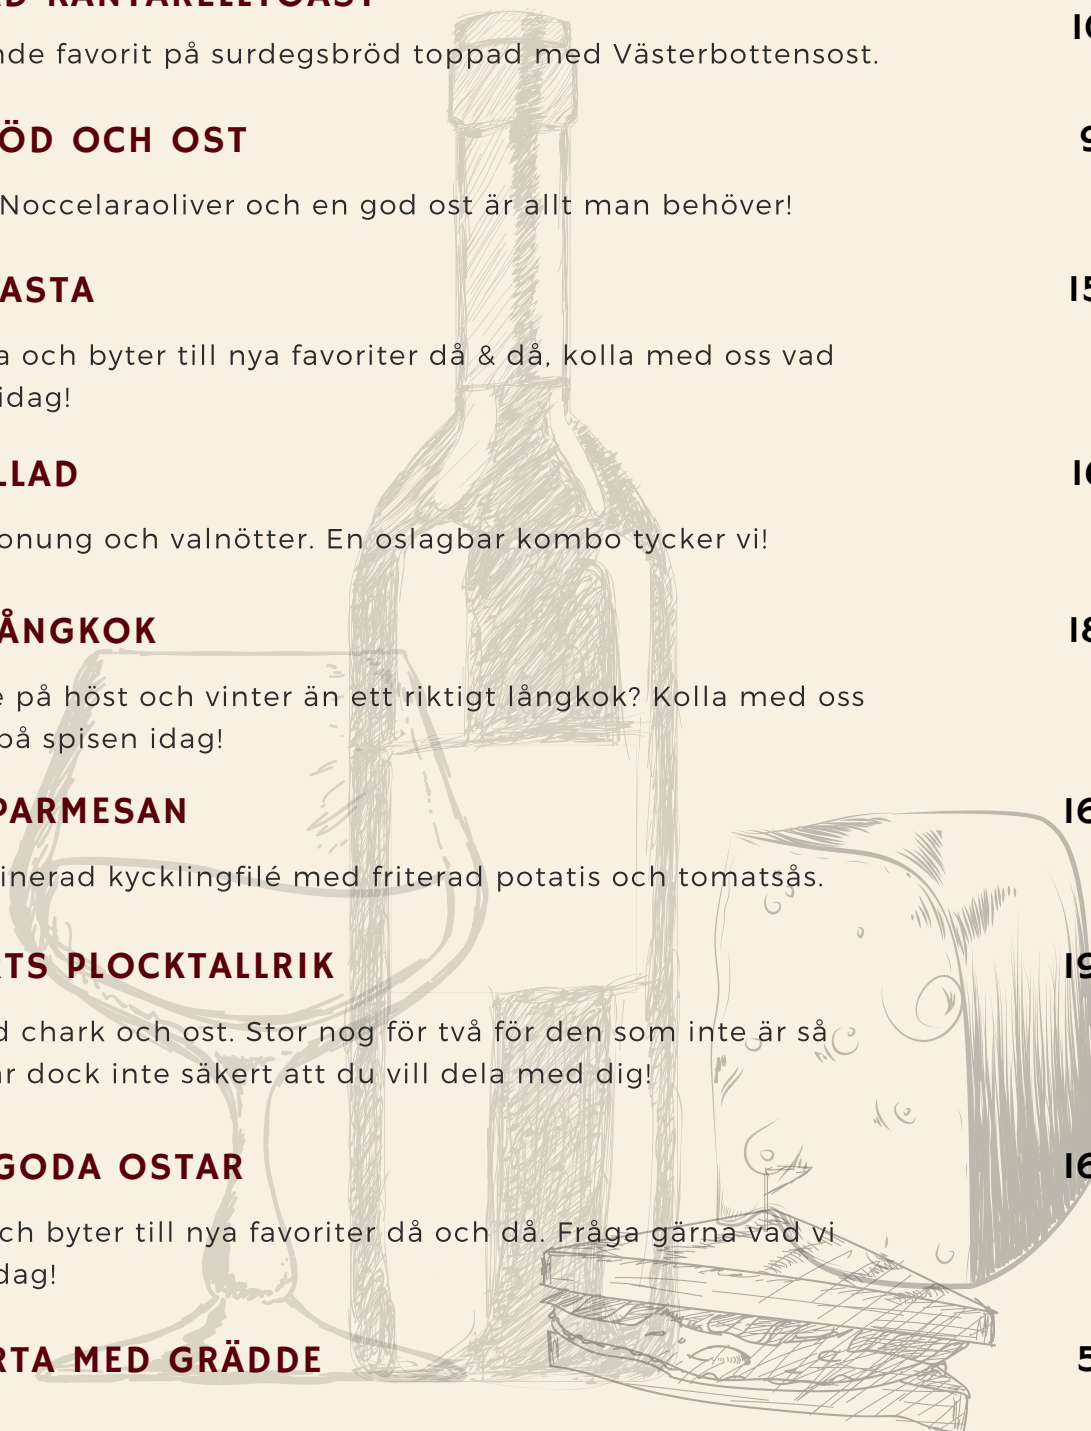 KANTARELLTOAST
nde favorit på surdegsbröd toppad med Västerbottensost.
ÖD OCH OST
Noccelaraoliver och en god ost är allt man behöver!
ASTA
a och byter till nya favoriter då & då, kolla med oss vad
idag!
LLAD
onung och valnötter. En oslagbar kombo tycker vi!
ÅNGKOK
e på höst och vinter än ett riktigt långkok? Kolla med oss
på spisen idag!
PARMESAN
inerad kycklingfilé med friterad potatis och tomatsås.
RTS PLOCKTALLRIK
d chark och ost. Stor nog för två för den som inte är så
ar dock inte säkert att du vill dela med dig!
GODA OSTAR
ch byter till nya favoriter då och då. Fråga gärna vad vi
dag!
RTA MED GRÄDDE